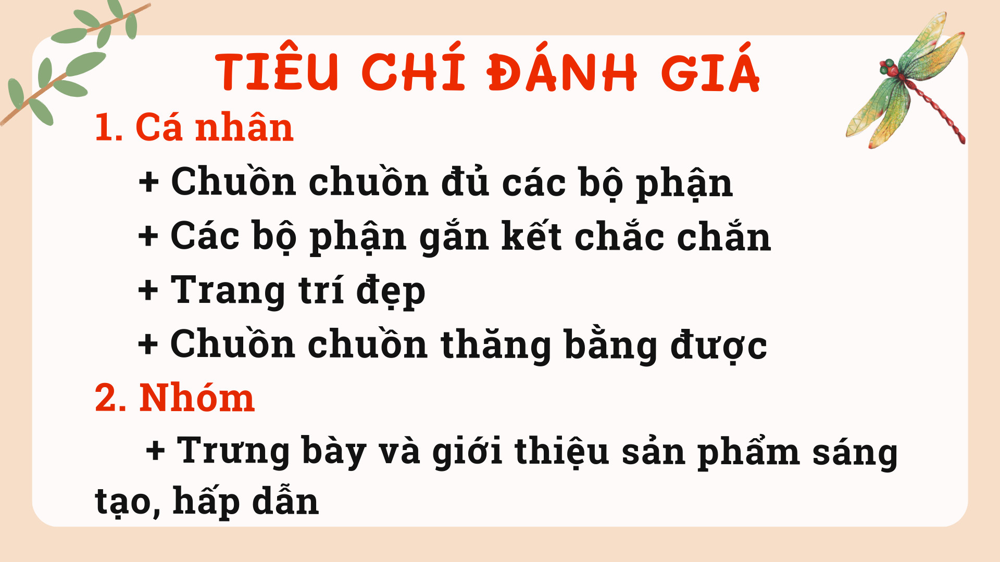 TIÊU CHÍ ĐÁNH GIÁ
1. Cá nhân
+ Chuồn chuồn đủ các bộ phận
+ Các bộ phận gắn kết chắc chắn
+ Trang trí đẹp
+ Chuồn chuồn thăng bằng được
2. Nhóm
+ Trưng bày và giới thiệu sản phẩm sáng
tạo, hấp dẫn